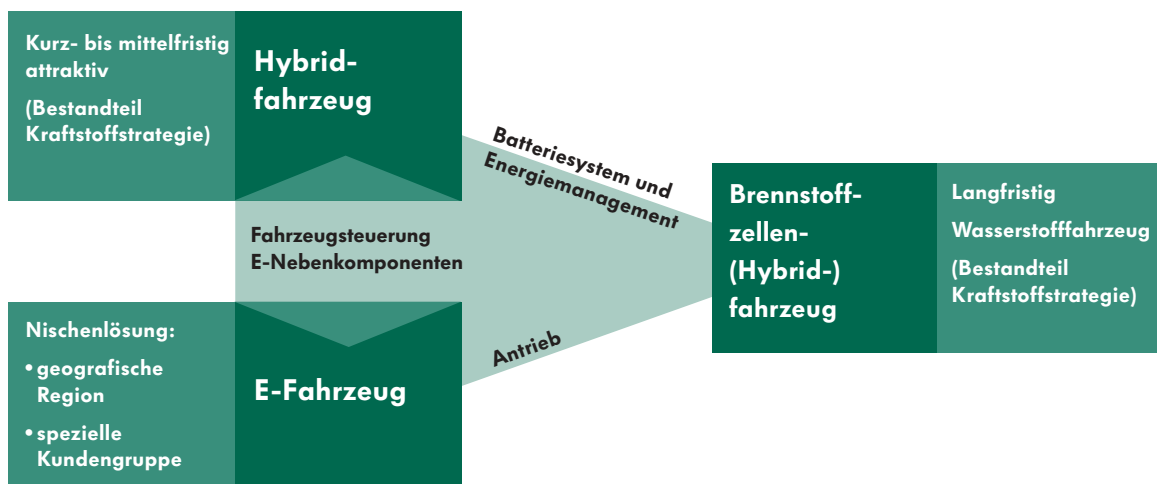 Kurz- bis mittelfristig
attraktiv
(Bestandteil
Kraftstoffstrategie)
Hybrid-
fahrzeug
Batteriesystem und
Energiemanagement
Fahrzeugsteuerung
E-Nebenkomponenten
Brennstoff-
zellen-
(Hybrid-)
fahrzeug
Langfristig
Wasserstofffahrzeug
(Bestandteil
Kraftstoffstrategie)
Nischenlösung:
• geografische
Region
• spezielle
Kundengruppe
E-Fahrzeug
Antrieb